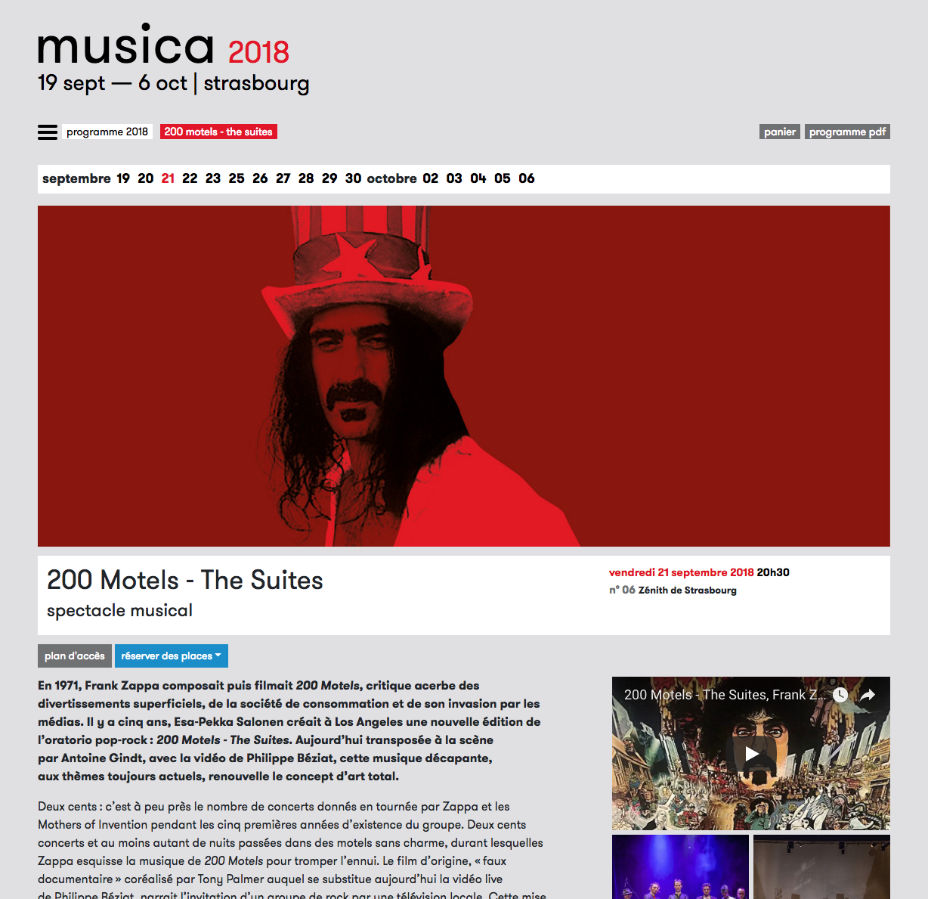 musica 2018
19 sept — 6 oct | strasbourg
programme 2018 200 motels - the suites panier programme pdf
septembre 19 20 21 22 23 25 26 27 28 29 30 octobre 02 03 04 05 06
200 Motels - The Suites
spectacle musical
vendredi 21 septembre 2018 20h30
n° 06 Zénith de Strasbourg
plan d'accès réserver des places
En 1971, Frank Zappa composait puis filmait 200 Motels, critique acerbe des
divertissements superficiels, de la société de consommation et de son invasion par les
médias. Il y a cinq ans, Esa-Pekka Salonen créait à Los Angeles une nouvelle édition de
l'oratorio pop-rock : 200 Motels - The Suites. Aujourd'hui transposée à la scène
par Antoine Gindt, avec la vidéo de Philippe Béziat, cette musique décapante,
aux thèmes toujours actuels, renouvelle le concept d'art total.
200 Motels - The Suites, Frank Z...
Deux cents : c'est à peu près le nombre de concerts donnés en tournée par Zappa et les
Mothers of Invention pendant les cinq premières années d'existence du groupe. Deux cents
concerts et au moins autant de nuits passées dans des motels sans charme, durant lesquelles
Zappa esquisse la musique de 200 Motels pour tromper l'ennui. Le film d'origine, « faux
documentaire » coréalisé par Tony Palmer auquel se substitue aujourd'hui la vidéo live
de Philippe Béziat, narrait l'invitation d'un groupe de rock par une télévision locale. Cette mise